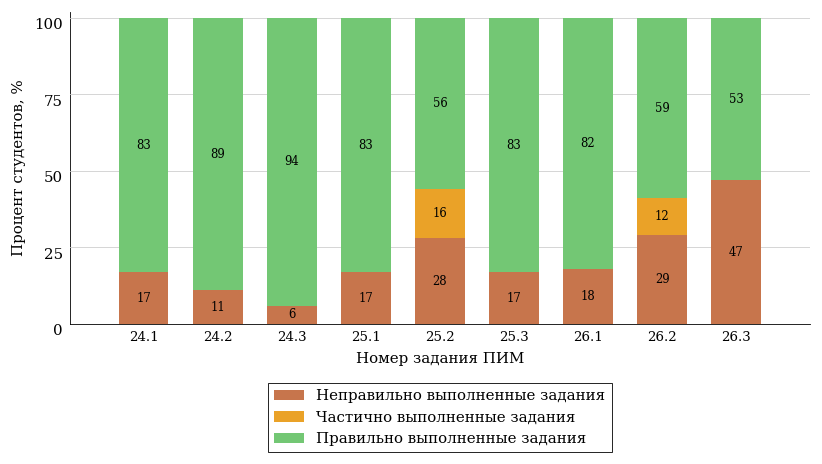 Процент студентов, %
100
75
50
25
0
83 89 94 83 56 83 82 59 53
16 12
17 11 6 17 28 17 18 29 47
24.1 24.2 24.3 25.1 25.2 25.3 26.1 26.2 26.3
Номер задания ПИМ
Неправильно выполненные задания
Частично выполненные задания
Правильно выполненные задания